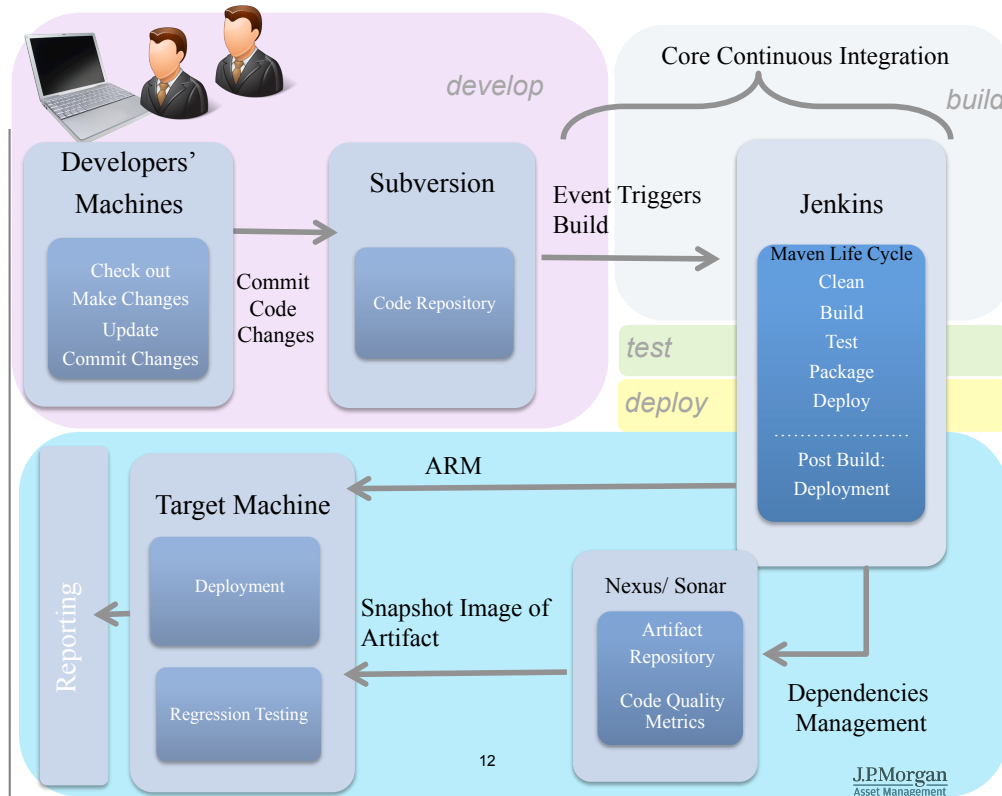 develop
Core Continuous Integration
build
Developers’
Machines
Check out
Make Changes
Update
Commit Changes
Commit
Code
Changes
Subversion
Code Repository
Event Triggers
Build
Jenkins
Maven Life Cycle
Clean
Build
Test
Package
Deploy
......................
Post Build:
Deployment
test
deploy
Reporting
Target Machine
Deployment
Regression Testing
ARM
Snapshot Image of
Artifact
Nexus/ Sonar
Artifact
Repository
Code Quality
Metrics
Dependencies
Management
12
J.P.Morgan
Asset Management